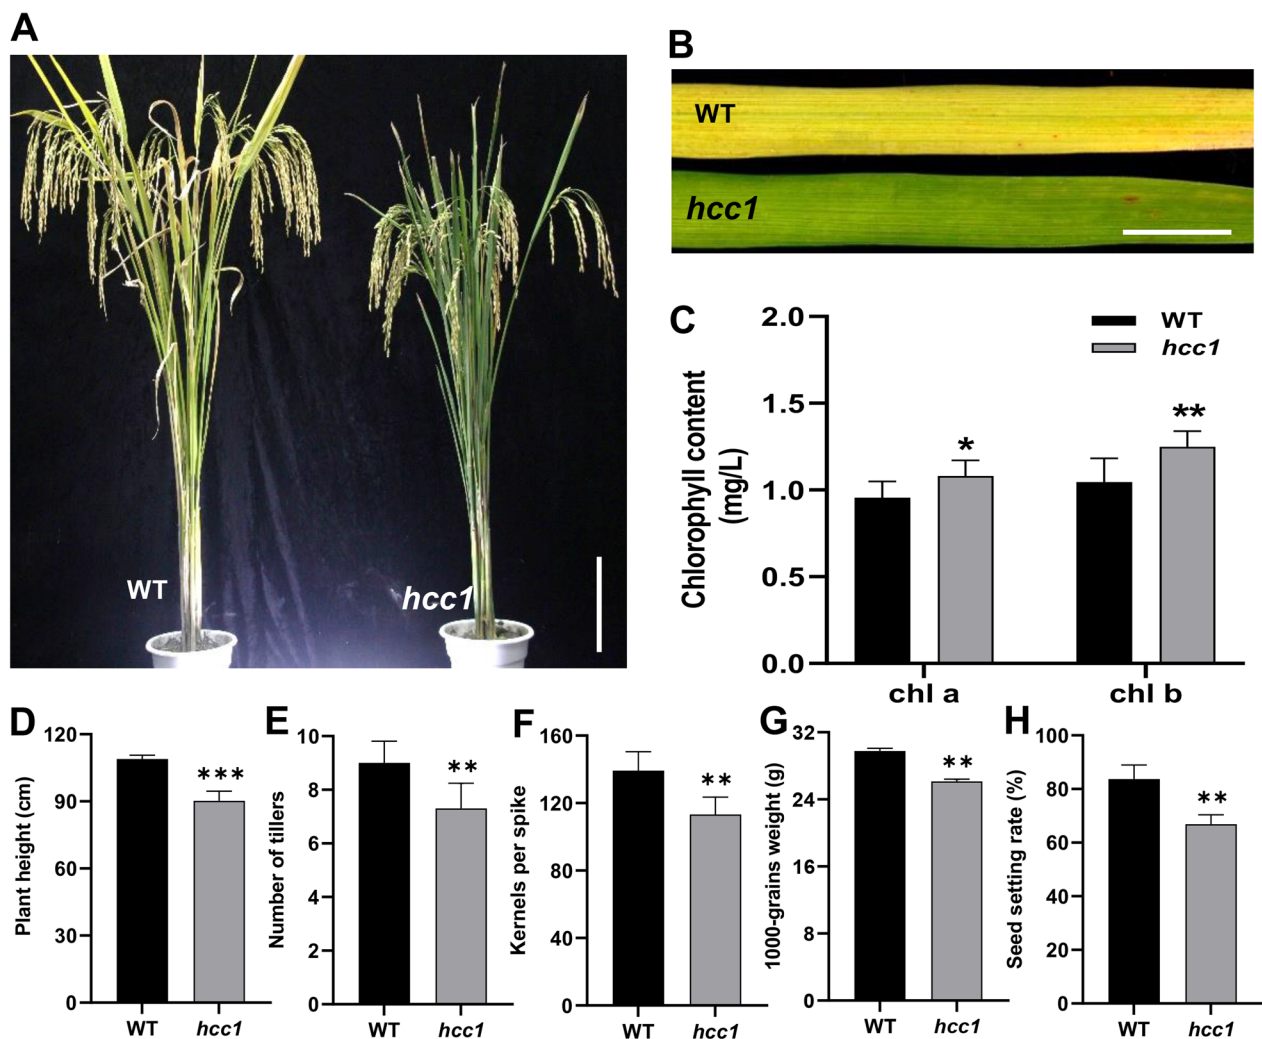 A
WT
hcc1
B
WT
hcc1
C
Chlorophyll content
(mg/L)
2.0
1.5
1.0
0.5
0.0
WT
hcc1
*
**
chl a
chl b
D
Plant height (cm)
120
90
60
30
0
***
WT
hcc1
E
Number of tillers
10
8
6
4
2
0
**
WT
hcc1
F
Kernels per spike
160
120
80
40
0
**
WT
hcc1
G
1000-grains weight (g)
32
24
16
8
0
**
WT
hcc1
H
Seed setting rate (%)
100
80
60
40
20
0
**
WT
hcc1